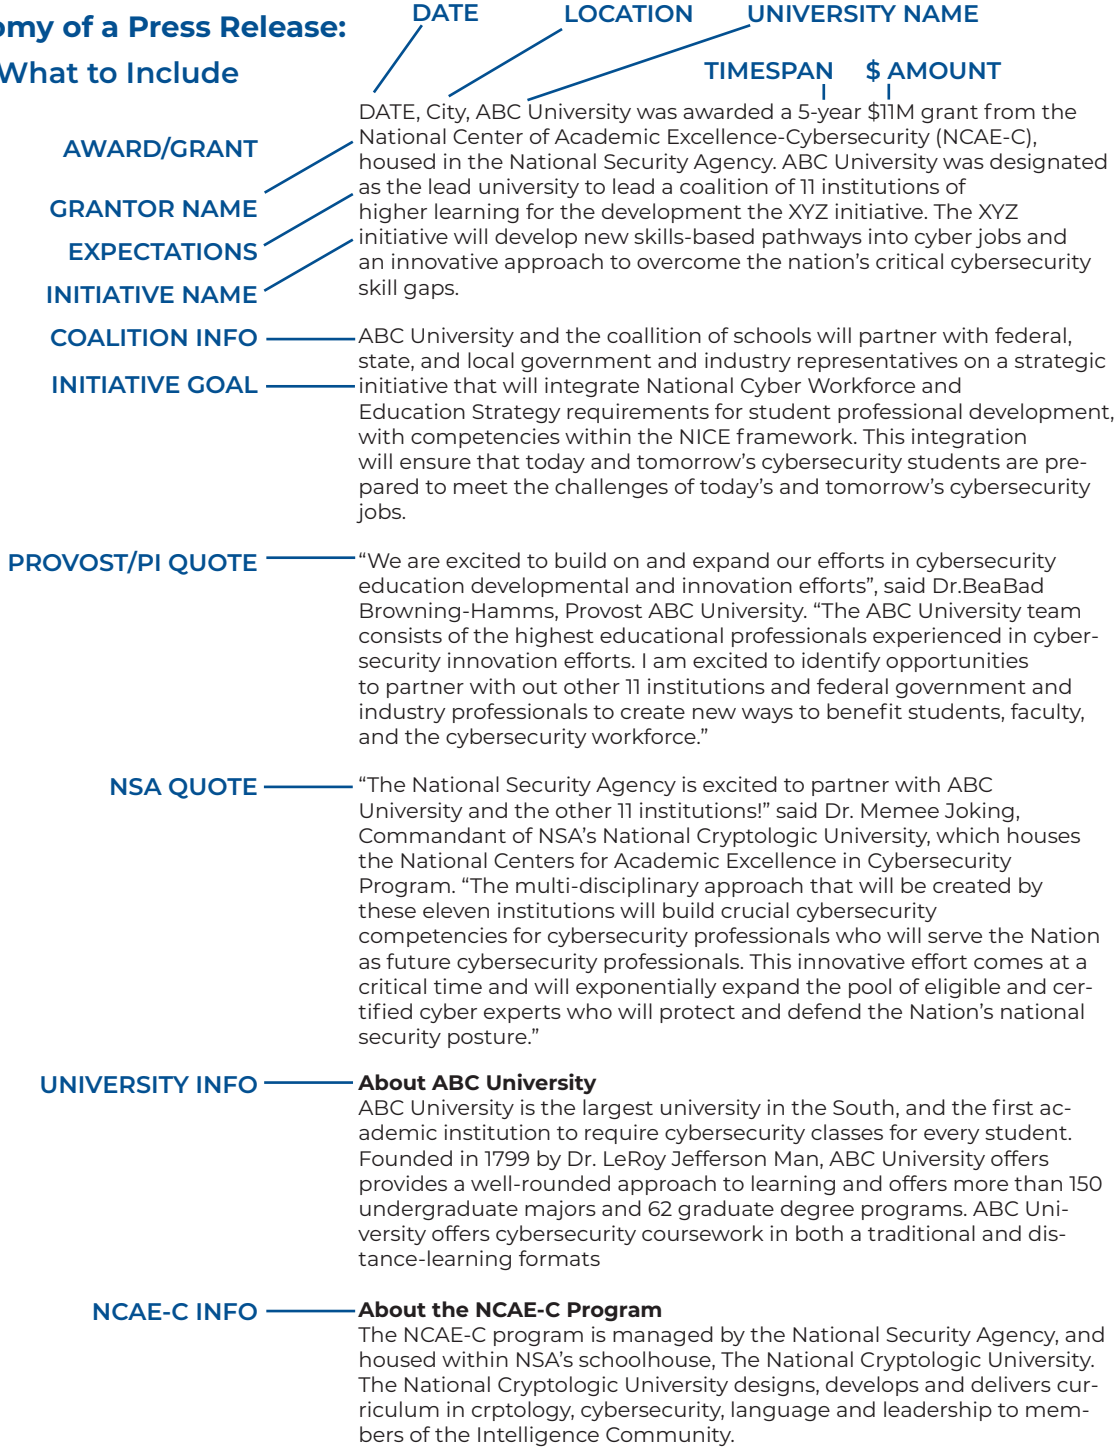 omy of a Press Release:
What to Include
DATE
LOCATION
UNIVERSITY NAME
TIMESPAN
$ AMOUNT
AWARD/GRANT
GRANTOR NAME
EXPECTATIONS
INITIATIVE NAME
DATE, City, ABC University was awarded a 5-year $11M grant from the
National Center of Academic Excellence-Cybersecurity (NCAE-C),
housed in the National Security Agency. ABC University was designated
as the lead university to lead a coalition of 11 institutions of
higher learning for the development the XYZ initiative. The XYZ
initiative will develop new skills-based pathways into cyber jobs and
an innovative approach to overcome the nation’s critical cybersecurity
skill gaps.
COALITION INFO
INITIATIVE GOAL
ABC University and the coallition of schools will partner with federal,
state, and local government and industry representatives on a strategic
initiative that will integrate National Cyber Workforce and
Education Strategy requirements for student professional development,
with competencies within the NICE framework. This integration
will ensure that today and tomorrow’s cybersecurity students are pre-
pared to meet the challenges of today’s and tomorrow’s cybersecurity
jobs.
PROVOST/PI QUOTE
“We are excited to build on and expand our efforts in cybersecurity
education developmental and innovation efforts”, said Dr.BeaBad
Browning-Hamms, Provost ABC University. “The ABC University team
consists of the highest educational professionals experienced in cyber-
security innovation efforts. I am excited to identify opportunities
to partner with out other 11 institutions and federal government and
industry professionals to create new ways to benefit students, faculty,
and the cybersecurity workforce.”
NSA QUOTE
“The National Security Agency is excited to partner with ABC
University and the other 11 institutions!” said Dr. Memee Joking,
Commandant of NSA’s National Cryptologic University, which houses
the National Centers for Academic Excellence in Cybersecurity
Program. “The multi-disciplinary approach that will be created by
these eleven institutions will build crucial cybersecurity
competencies for cybersecurity professionals who will serve the Nation
as future cybersecurity professionals. This innovative effort comes at a
critical time and will exponentially expand the pool of eligible and cer-
tified cyber experts who will protect and defend the Nation’s national
security posture.”
UNIVERSITY INFO
About ABC University
ABC University is the largest university in the South, and the first ac-
ademic institution to require cybersecurity classes for every student.
Founded in 1799 by Dr. LeRoy Jefferson Man, ABC University offers
provides a well-rounded approach to learning and offers more than 150
undergraduate majors and 62 graduate degree programs. ABC Uni-
versity offers cybersecurity coursework in both a traditional and dis-
tance-learning formats
NCAE-C INFO
About the NCAE-C Program
The NCAE-C program is managed by the National Security Agency, and
housed within NSA’s schoolhouse, The National Cryptologic University.
The National Cryptologic University designs, develops and delivers cur-
riculum in crptology, cybersecurity, language and leadership to mem-
bers of the Intelligence Community.